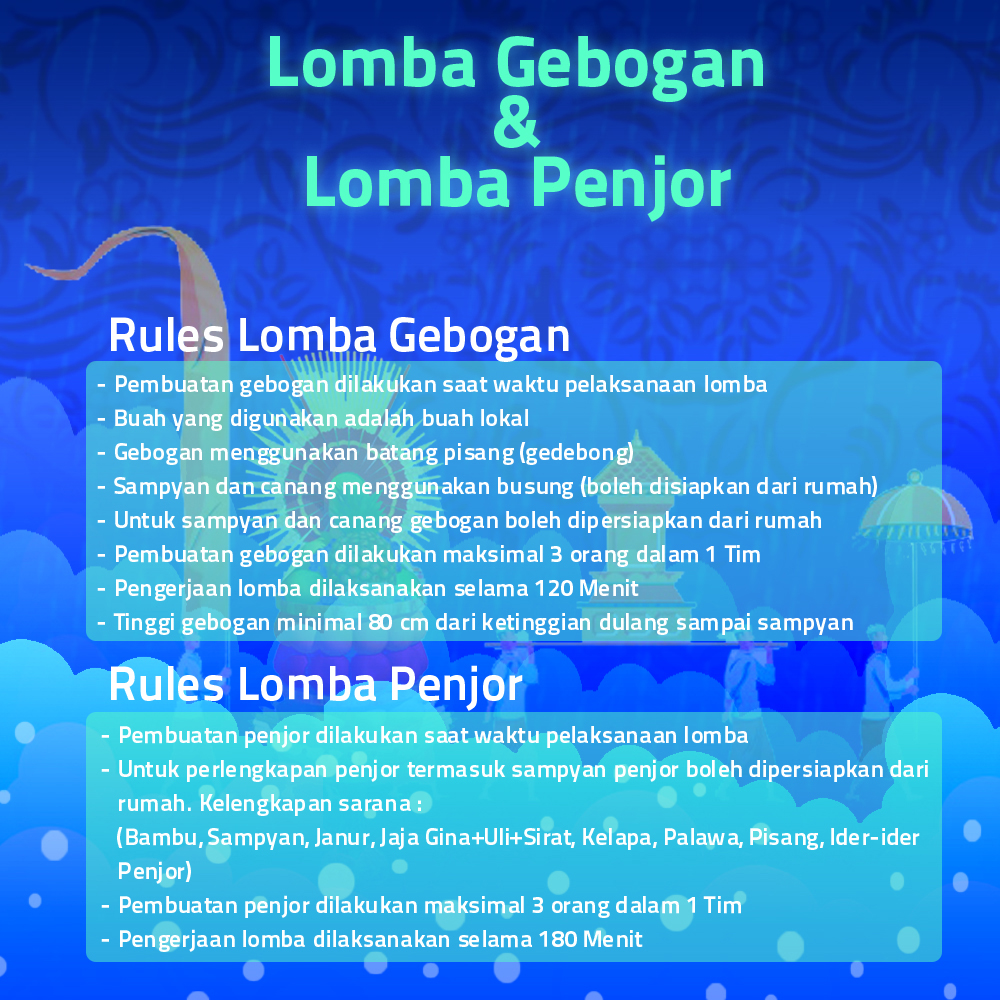 Lomba Gebogan
&
Lomba Penjor
Rules Lomba Gebogan
- Pembuatan gebogan dilakukan saat waktu pelaksanaan lomba
- Buah yang digunakan adalah buah lokal
- Gebogan menggunakan batang pisang (gedebong)
- Sampyan dan canang menggunakan busung (boleh disiapkan dari rumah)
- Untuk sampyan dan canang gebogan boleh dipersiapkan dari rumah
- Pembuatan gebogan dilakukan maksimal 3 orang dalam 1 Tim
- Pengerjaan lomba dilaksanakan selama 120 Menit
- Tinggi gebogan minimal 80 cm dari ketinggian dulang sampai sampyan
Rules Lomba Penjor
- Pembuatan penjor dilakukan saat waktu pelaksanaan lomba
- Untuk perlengkapan penjor termasuk sampyan penjor boleh dipersiapkan dari
rumah. Kelengkapan sarana :
(Bambu, Sampyan, Janur, Jaja Gina+Uli+Sirat, Kelapa, Palawa, Pisang, Ider-ider
Penjor)
- Pembuatan penjor dilakukan maksimal 3 orang dalam 1 Tim
- Pengerjaan lomba dilaksanakan selama 180 Menit